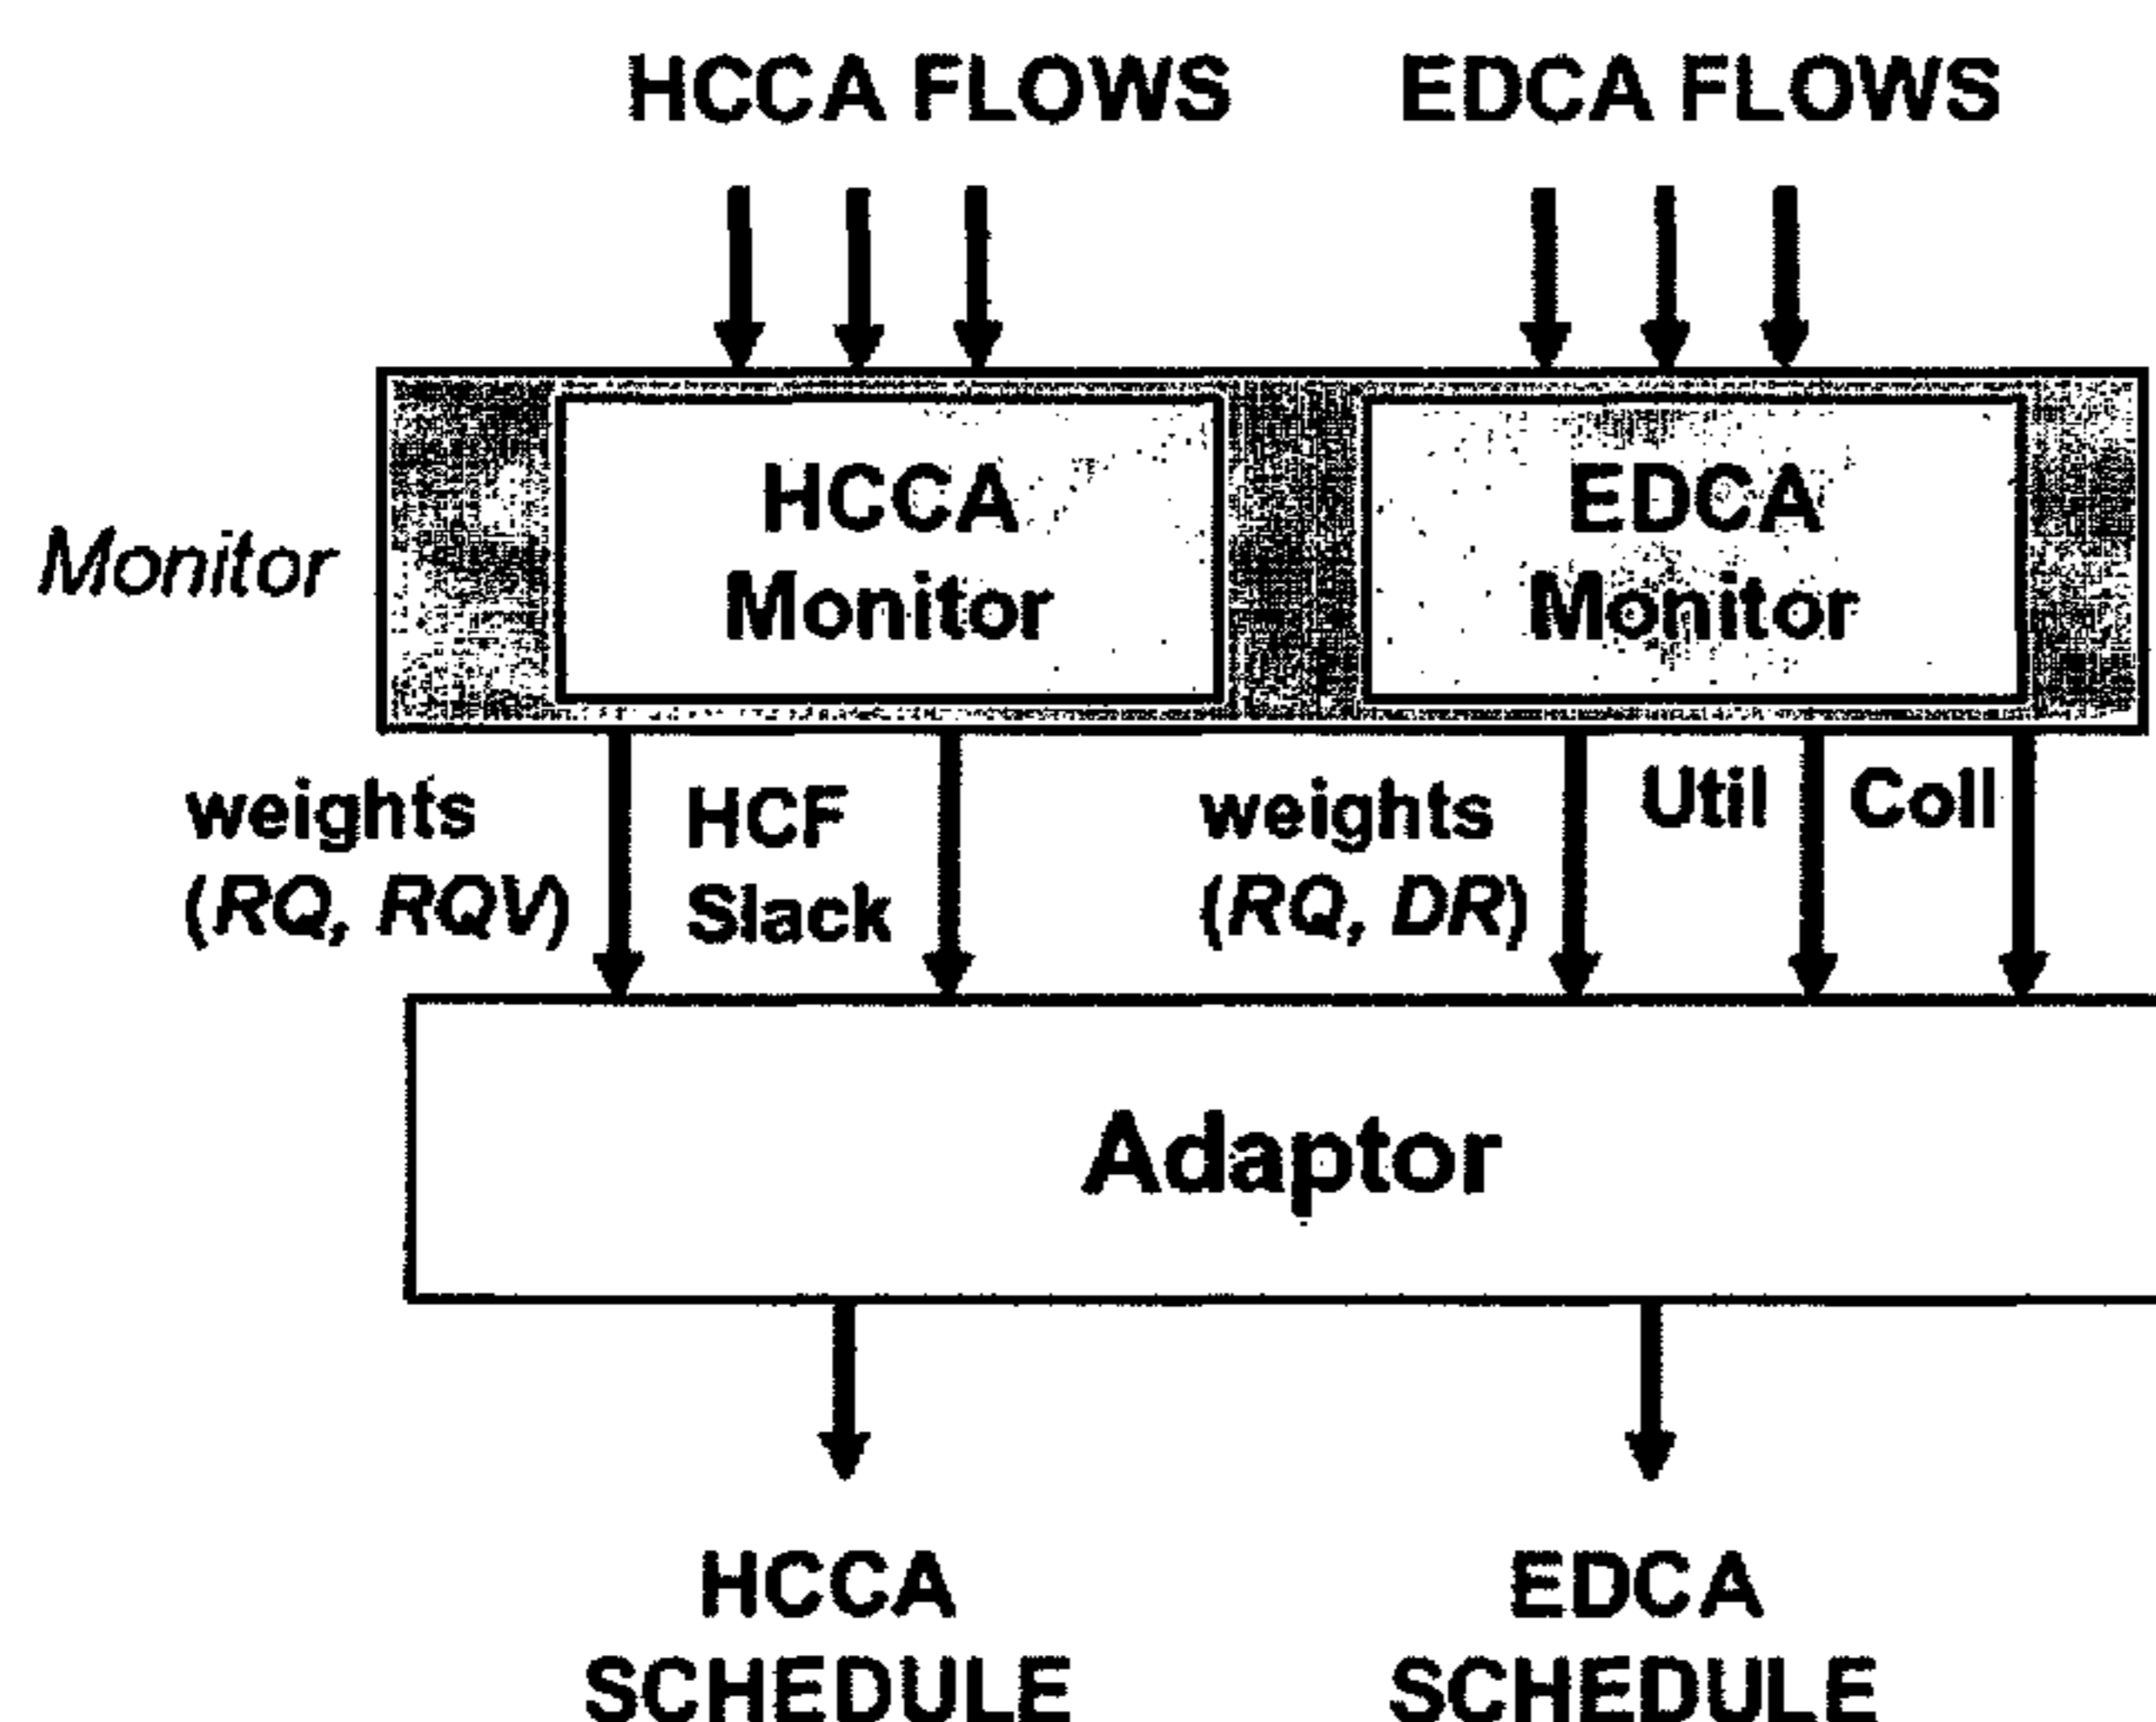 HCCA FLOWS
EDCA FLOWS
Monitor
HCCA
Monitor
EDCA
Monitor
weights
(RQ, RQV)
HCF
Slack
weights
(RQ, DR)
Util
Coll
Adaptor
HCCA
SCHEDULE
EDCA
SCHEDULE